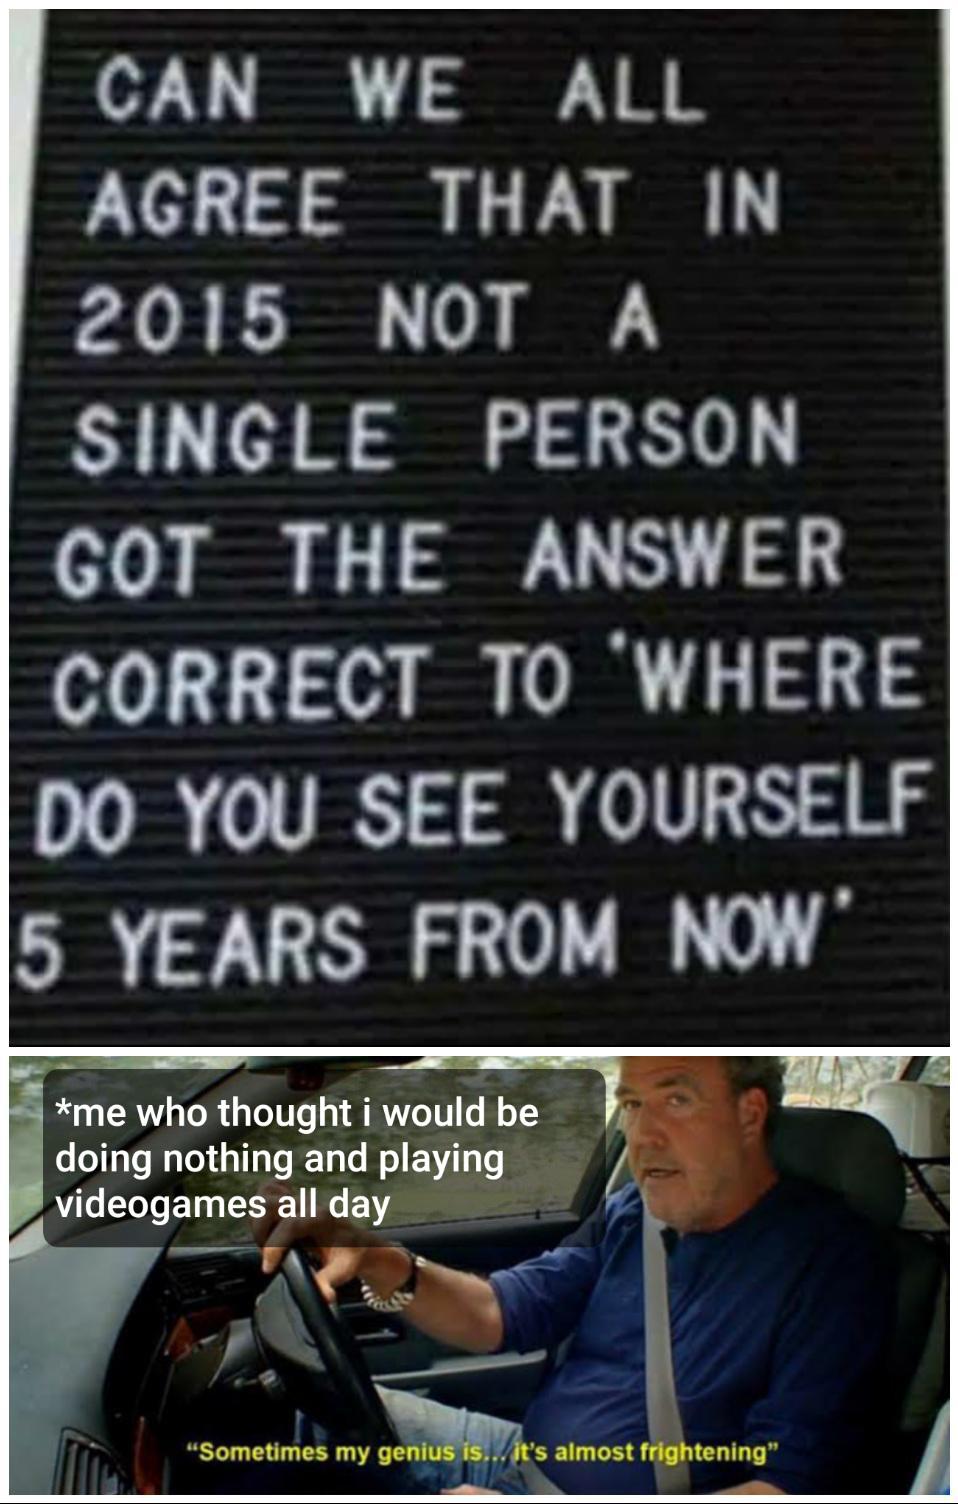 CAN WE ALL
AGREE THAT IN
2015 NOT A
SINGLE PERSON
GOT THE ANSWER
CORRECT TO 'WHERE
DO YOU SEE YOURSELF
5 YEARS FROM NOW'
*me who thought i would be
doing nothing and playing
videogames all day
“Sometimes my genius is... it's almost frightening”